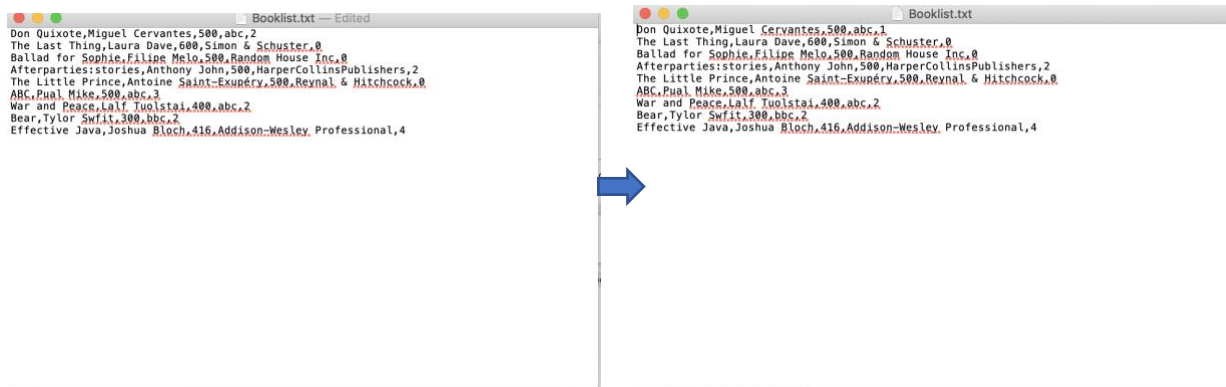 Booklist.txt — Edited
Don Quixote,Miguel Cervantes,500,abc,2
The Last Thing,Laura Dave,600,Simon & Schuster,0
Ballad for Sophie,Filipe Melo,500,Random House Inc,0
Afterparties:stories,Anthony John,500,HarperCollinsPublishers,2
The Little Prince,Antoine Saint-Exupéry,500,Reynal & Hitchcock,0
ABC,Pual Mike,500,abc,3
War and Peace,Lalf Tuolstai,400,abc,2
Bear,Tylor Swfit,300,bbc,2
Effective Java,Joshua Bloch,416,Addison-Wesley Professional,4
Booklist.txt
Don Quixote,Miguel Cervantes,500,abc,1
The Last Thing,Laura Dave,600,Simon & Schuster,0
Ballad for Sophie,Filipe Melo,500,Random House Inc,0
Afterparties:stories,Anthony John,500,HarperCollinsPublishers,2
The Little Prince,Antoine Saint-Exupéry,500,Reynal & Hitchcock,0
ABC,Pual Mike,500,abc,3
War and Peace,Lalf Tuolstai,400,abc,2
Bear,Tylor Swfit,300,bbc,2
Effective Java,Joshua Bloch,416,Addison-Wesley Professional,4